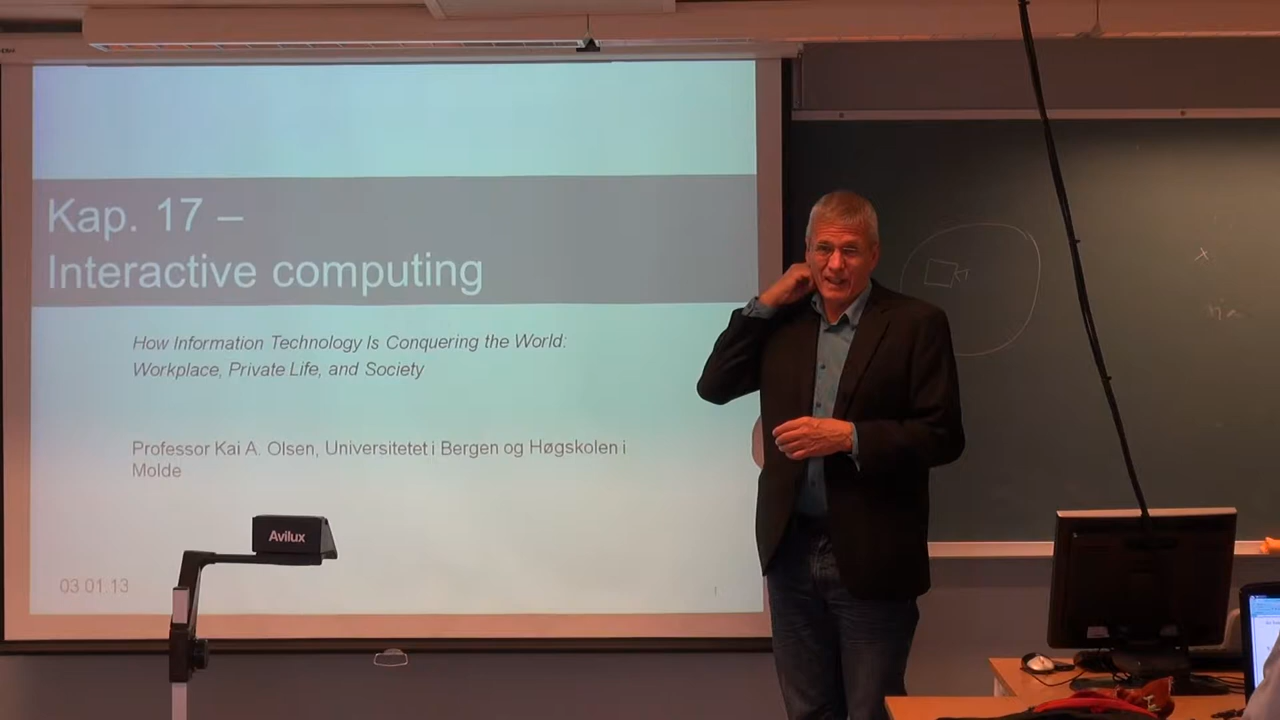 Kap. 17 –
Interactive computing
How Information Technology Is Conquering the World:
Workplace, Private Life, and Society
Professor Kai A. Olsen, Universitetet i Bergen og Høgskolen i
Molde
Avilux
03.01.13
x